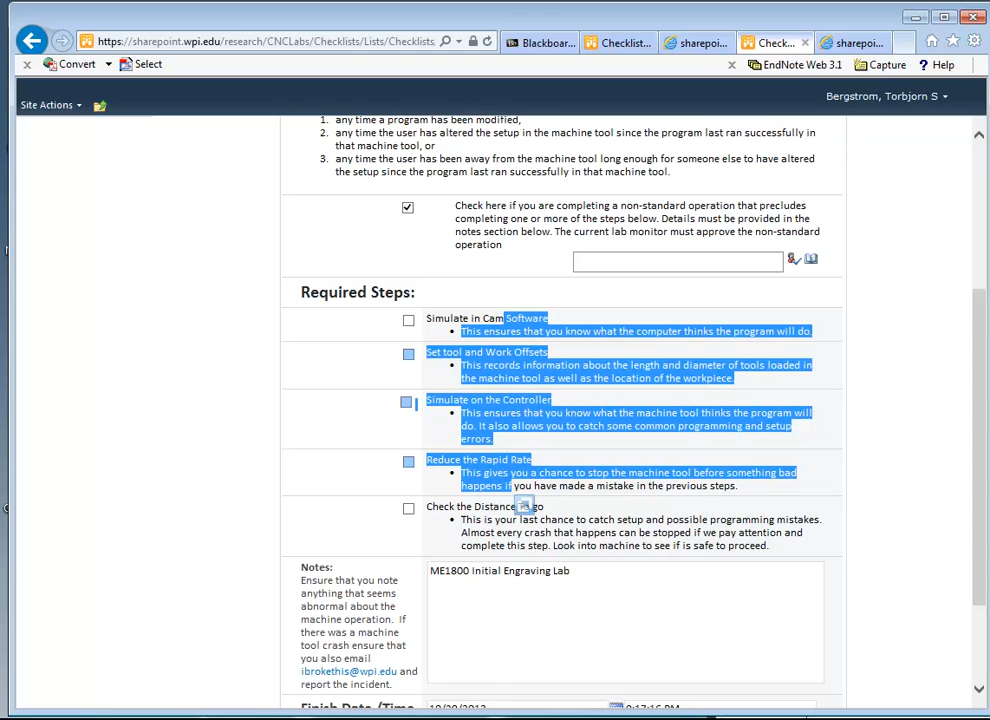 https://sharepoint.wpi.edu/research/CNCLabs/Checklists/Lists/Checklists.
Blackboar...
Checklist...
sharepoi...
Check...
sharepoi...
Convert
Select
EndNote Web 3.1
Capture
Help
Site Actions
Bergstrom, Torbjorn S
1. any time a program has been modified,
2. any time the user has altered the setup in the machine tool since the program last ran successfully in
that machine tool, or
3. any time the user has been away from the machine tool long enough for someone else to have altered
the setup since the program last ran successfully in that machine tool.
Check here if you are completing a non-standard operation that precludes
completing one or more of the steps below. Details must be provided in the
notes section below. The current lab monitor must approve the non-standard
operation
Required Steps:
Simulate in Cam Software
• This ensures that you know what the computer thinks the program will do.
Set tool and Work Offsets
• This records information about the length and diameter of tools loaded in
the machine tool as well as the location of the workpiece.
Simulate on the Controller
• This ensures that you know what the machine tool thinks the program will
do. It also allows you to catch some common programming and setup
errors.
Reduce the Rapid Rate
• This gives you a chance to stop the machine tool before something bad
happens if you have made a mistake in the previous steps.
Check the Distance go
• This is your last chance to catch setup and possible programming mistakes.
Almost every crash that happens can be stopped if we pay attention and
complete this step. Look into machine to see if is safe to proceed.
Notes:
Ensure that you note
anything that seems
abnormal about the
machine operation. If
there was a machine
tool crash ensure that
you also email
ibrokethis@wpi.edu and
report the incident.
ME1800 Initial Engraving Lab
Finish Date /Time